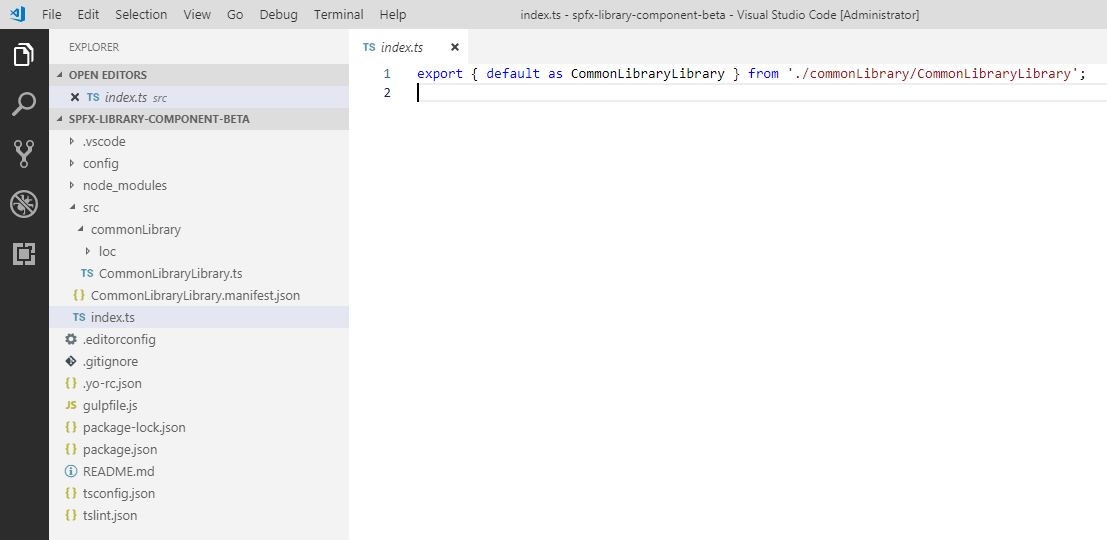 File Edit Selection View Go Debug Terminal Help index.ts - spfx-library-component-beta - Visual Studio Code [Administrator]
EXPLORER
OPEN EDITORS
TS index.ts src
SPFX-LIBRARY-COMPONENT-BETA
.vscode
config
node_modules
src
commonLibrary
loc
TS CommonLibraryLibrary.ts
{} CommonLibraryLibrary.manifest.json
TS index.ts
.editorconfig
.gitignore
{} .yo-rc.json
JS gulpfile.js
{} package-lock.json
{} package.json
README.md
{} tsconfig.json
{} tslint.json
TS index.ts
1 export { default as CommonLibraryLibrary } from './commonLibrary/CommonLibraryLibrary';
2